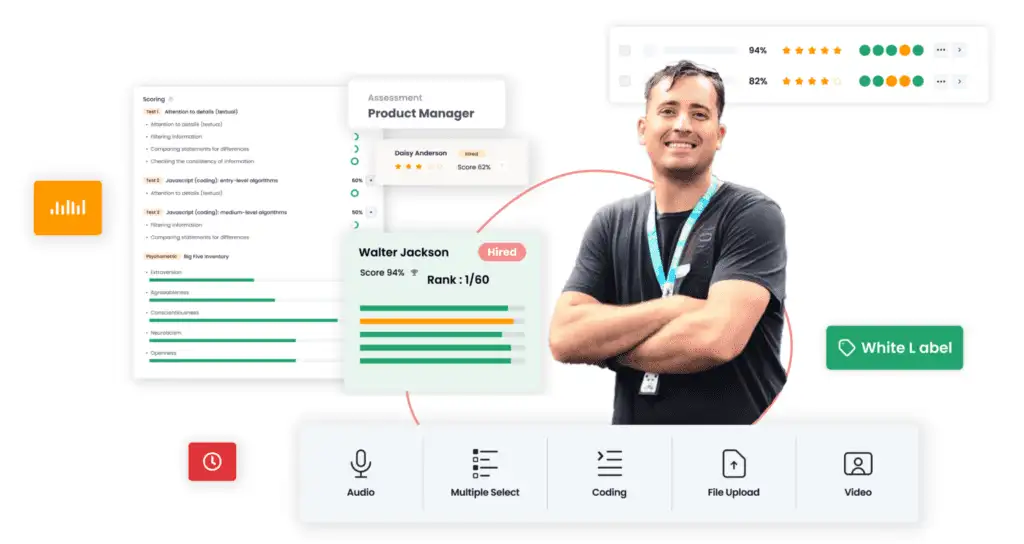 94%
82%
Scoring
Test 1 Attention to details (textual)
Attention to details (textual)
Filtering information
Comparing statements for differences
Checking the consistency of information
Test 2 Javascript (coding): entry-level algorithms 60%
Attention to details (textual)
Test 3 Javascript (coding): medium-level algorithms 50%
Filtering information
Comparing statements for differences
Psychometric Big Five Inventory
Extroversion
Agreeableness
Conscientiousness
Neuroticism
Openness
Assessment
Product Manager
Daisy Anderson Hired
Score 62%
Walter Jackson Hired
Score 94% Rank : 1/60
White Label
Audio
Multiple Select
Coding
File Upload
Video